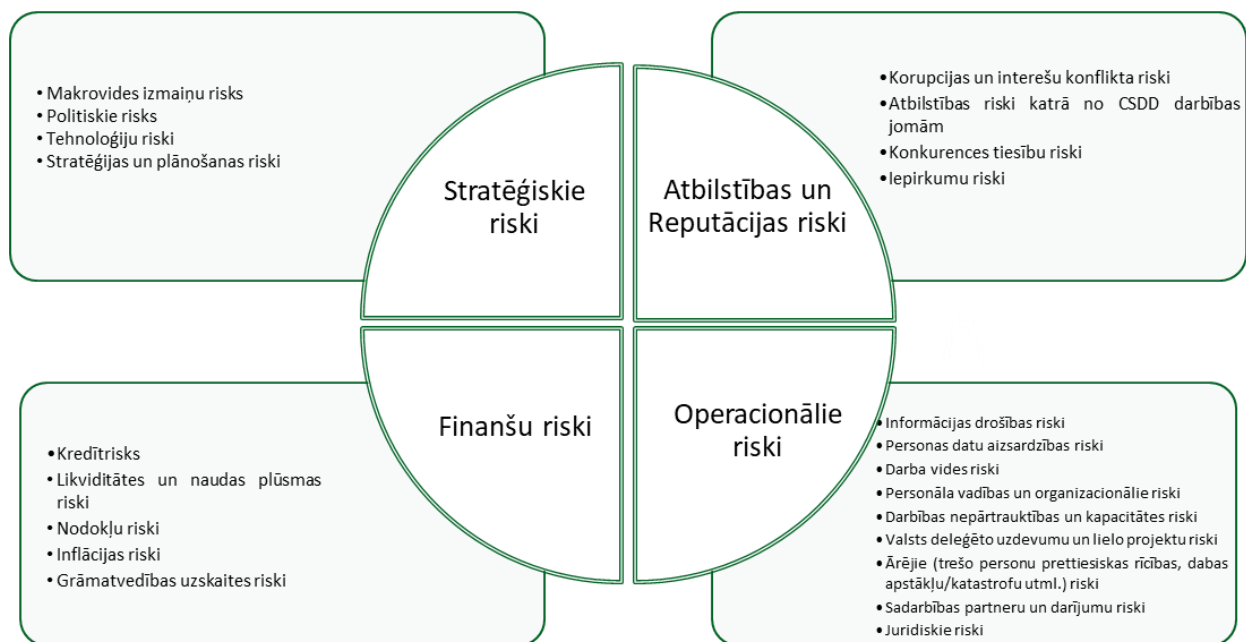 • Makrovides izmaiņu risks
• Politiskie risks
• Tehnoloģiju riski
• Stratēģijas un plānošanas riski
Stratēģiskie
riski
Atbilstības un
Reputācijas riski
•Korupcijas un interešu konflikta riski
•Atbilstības riski katrā no CSDD darbības
jomām
•Konkurences tiesību riski
•Iepirkumu riski
•Kredītrisks
•Likviditātes un naudas plūsmas
riski
•Nodokļu riski
•Inflācijas riski
•Grāmatvedības uzskaites riski
Finanšu riski
Operacionālie
riski
•Informācijas drošības riski
•Personas datu aizsardzības riski
•Darba vides riski
•Personāla vadības un organizacionālie riski
•Darbības nepārtrauktības un kapacitātes riski
•Valsts deleģēto uzdevumu un lielo projektu riski
•Ārējie (trešo personu prettiesiskas rīcības, dabas
apstākļu/katastrofu utml.) riski
•Sadarbības partneru un darījumu riski
•Juridiskie riski